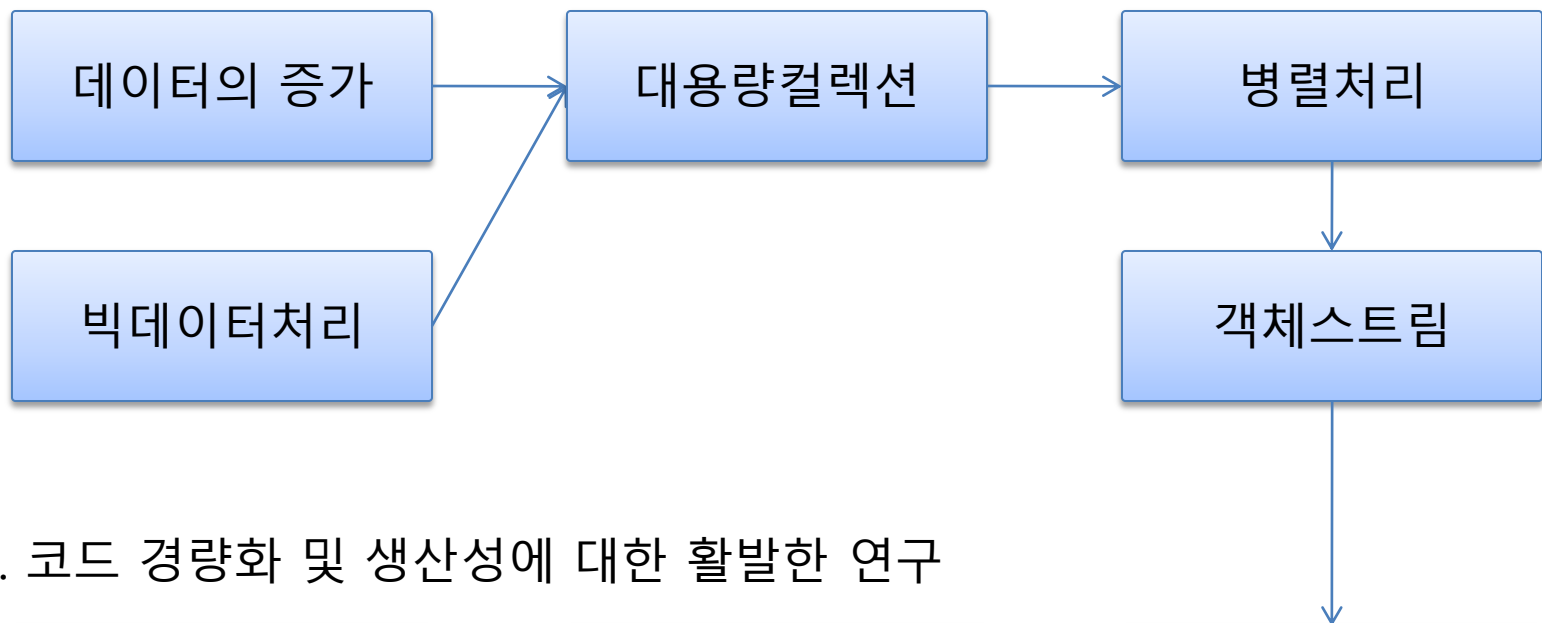 데이터의 증가
대용량컬렉션
병렬처리
빅데이터처리
객체스트림
. 코드 경량화 및 생산성에 대한 활발한 연구